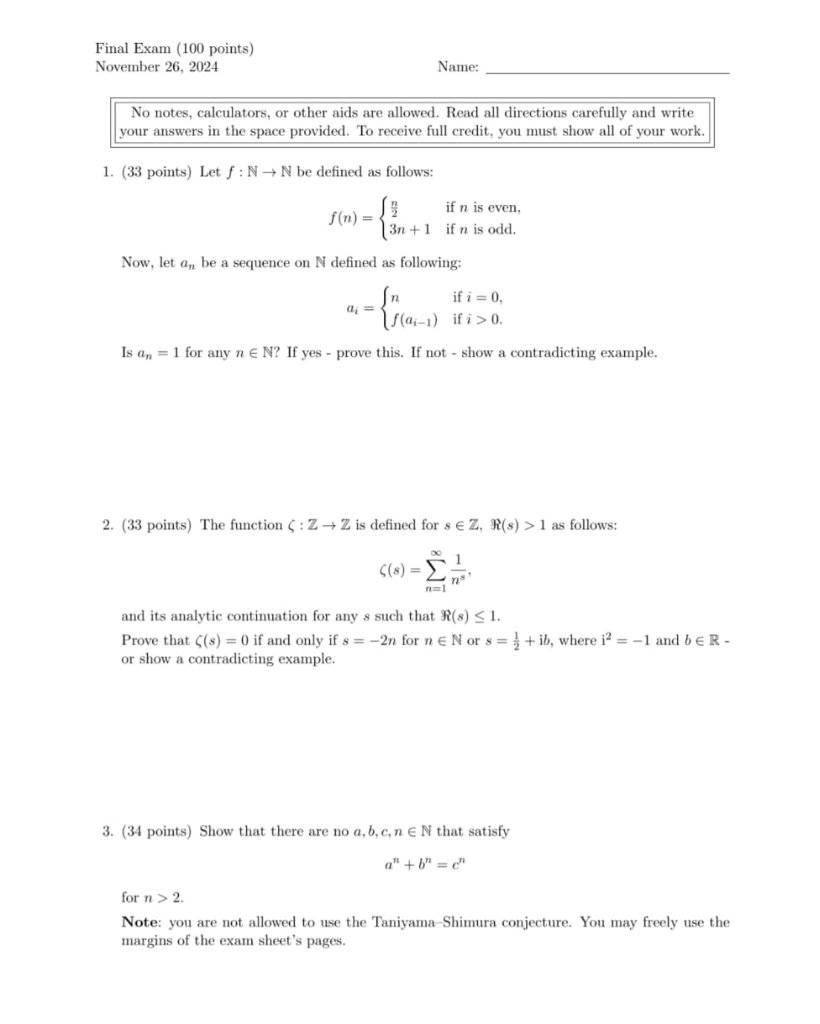 Final Exam (100 points)
November 26, 2024 Name:
No notes, calculators, or other aids are allowed. Read all directions carefully and write
your answers in the space provided. To receive full credit, you must show all of your work.
1. (33 points) Let f : ℕ → ℕ be defined as follows:
f(n) = { n/2 if n is even,
3n + 1 if n is odd.
Now, let aₙ be a sequence on ℕ defined as following:
aᵢ = { n if i = 0,
f(aᵢ₋₁) if i > 0.
Is aₙ = 1 for any n ∈ ℕ? If yes - prove this. If not - show a contradicting example.
2. (33 points) The function ζ : ℤ → ℤ is defined for s ∈ ℤ, ℜ(s) > 1 as follows:
ζ(s) = ∑_{n=1}^{∞} 1/nˢ,
and its analytic continuation for any s such that ℜ(s) ≤ 1.
Prove that ζ(s) = 0 if and only if s = −2n for n ∈ ℕ or s = 1/2 + ib, where i² = −1 and b ∈ ℝ -
or show a contradicting example.
3. (34 points) Show that there are no a, b, c, n ∈ ℕ that satisfy
aⁿ + bⁿ = cⁿ
for n > 2.
Note: you are not allowed to use the Taniyama–Shimura conjecture. You may freely use the
margins of the exam sheet's pages.